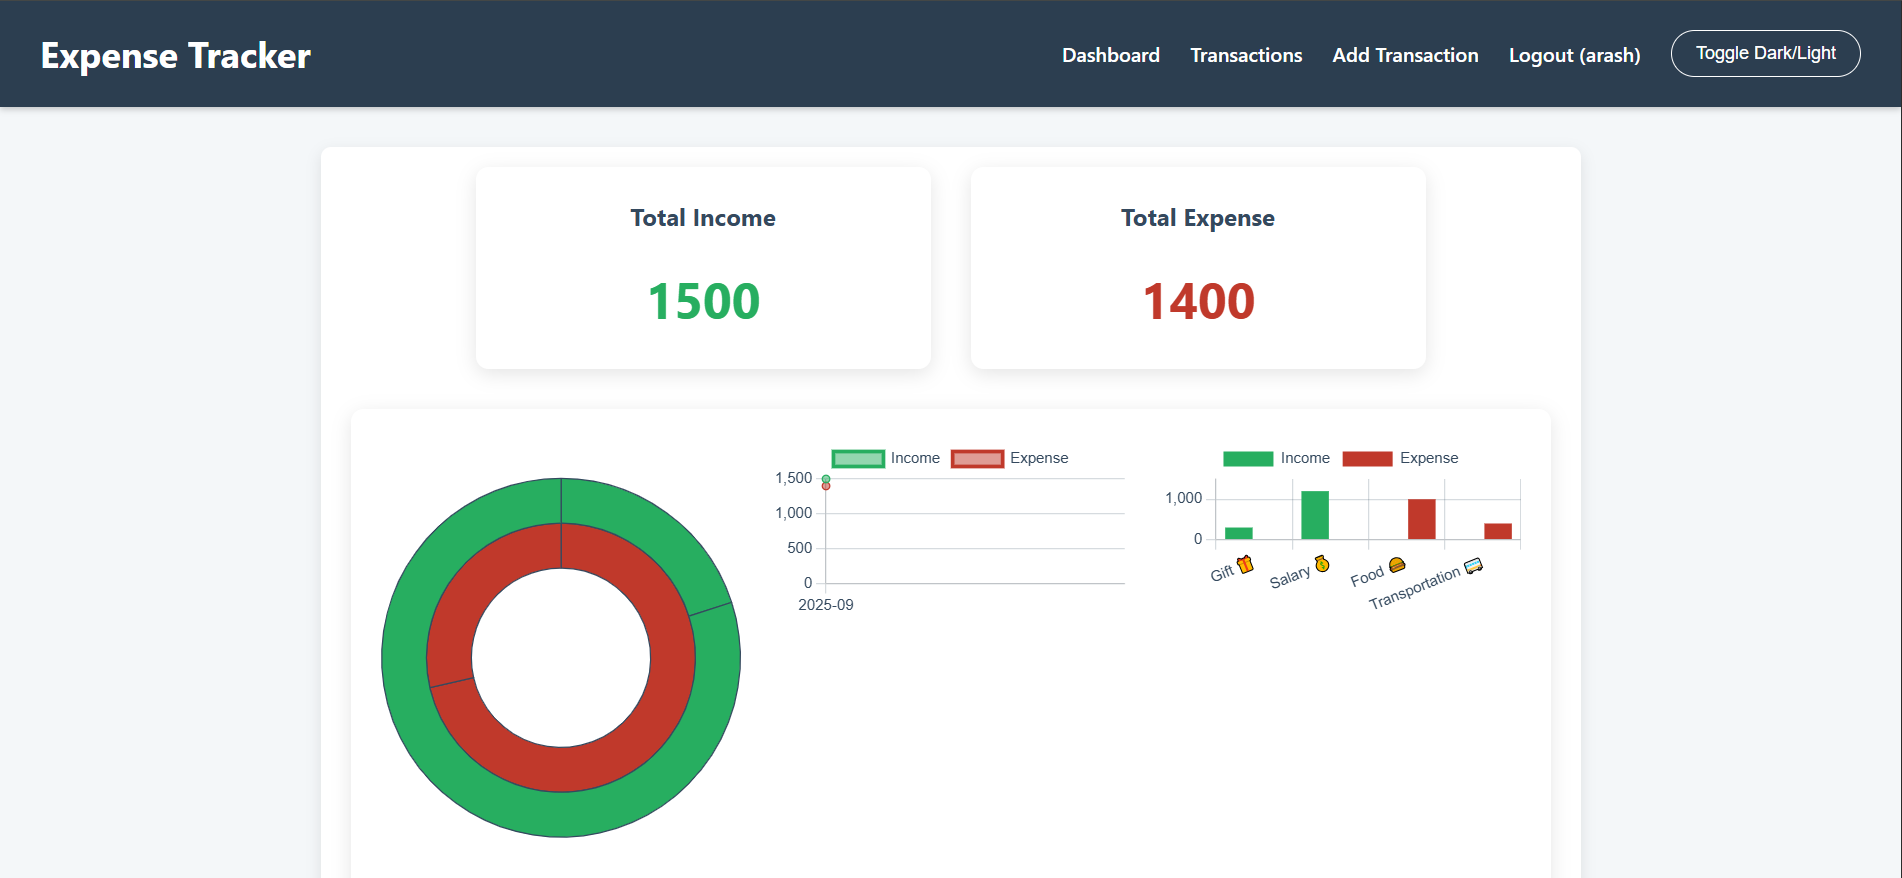 Expense Tracker
Dashboard Transactions Add Transaction Logout (arash) Toggle Dark/Light
Total Income
1500
Total Expense
1400
Income Expense
1,500
1,000
500
0
2025-09
Income Expense
1,000
0
Gift 🎁 Salary 💰 Food 🍔 Transportation 🚌